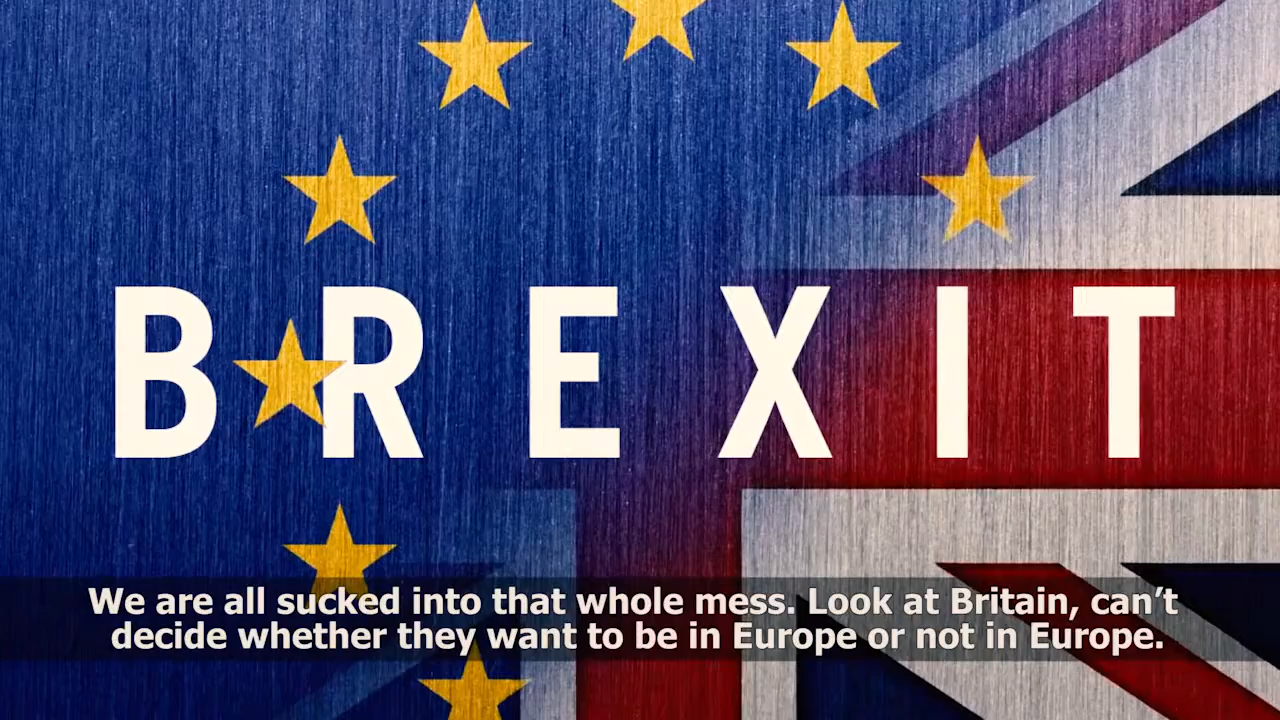 BREXIT
We are all sucked into that whole mess. Look at Britain, can’t
decide whether they want to be in Europe or not in Europe.